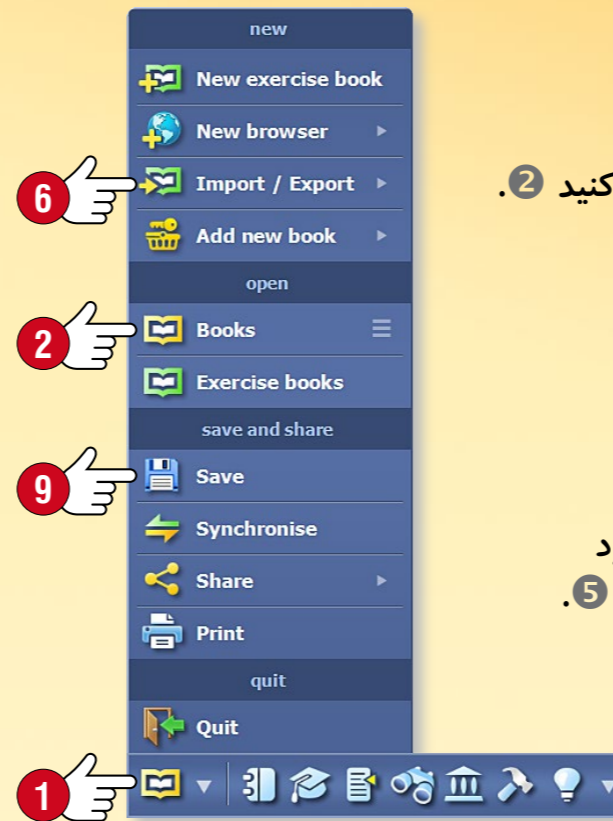 new
New exercise book
New browser
6 Import / Export
کنید ❷.
Add new book
open
2 Books
Exercise books
save and share
9 Save
Synchronise
Share
❺.
Print
quit
Quit
1